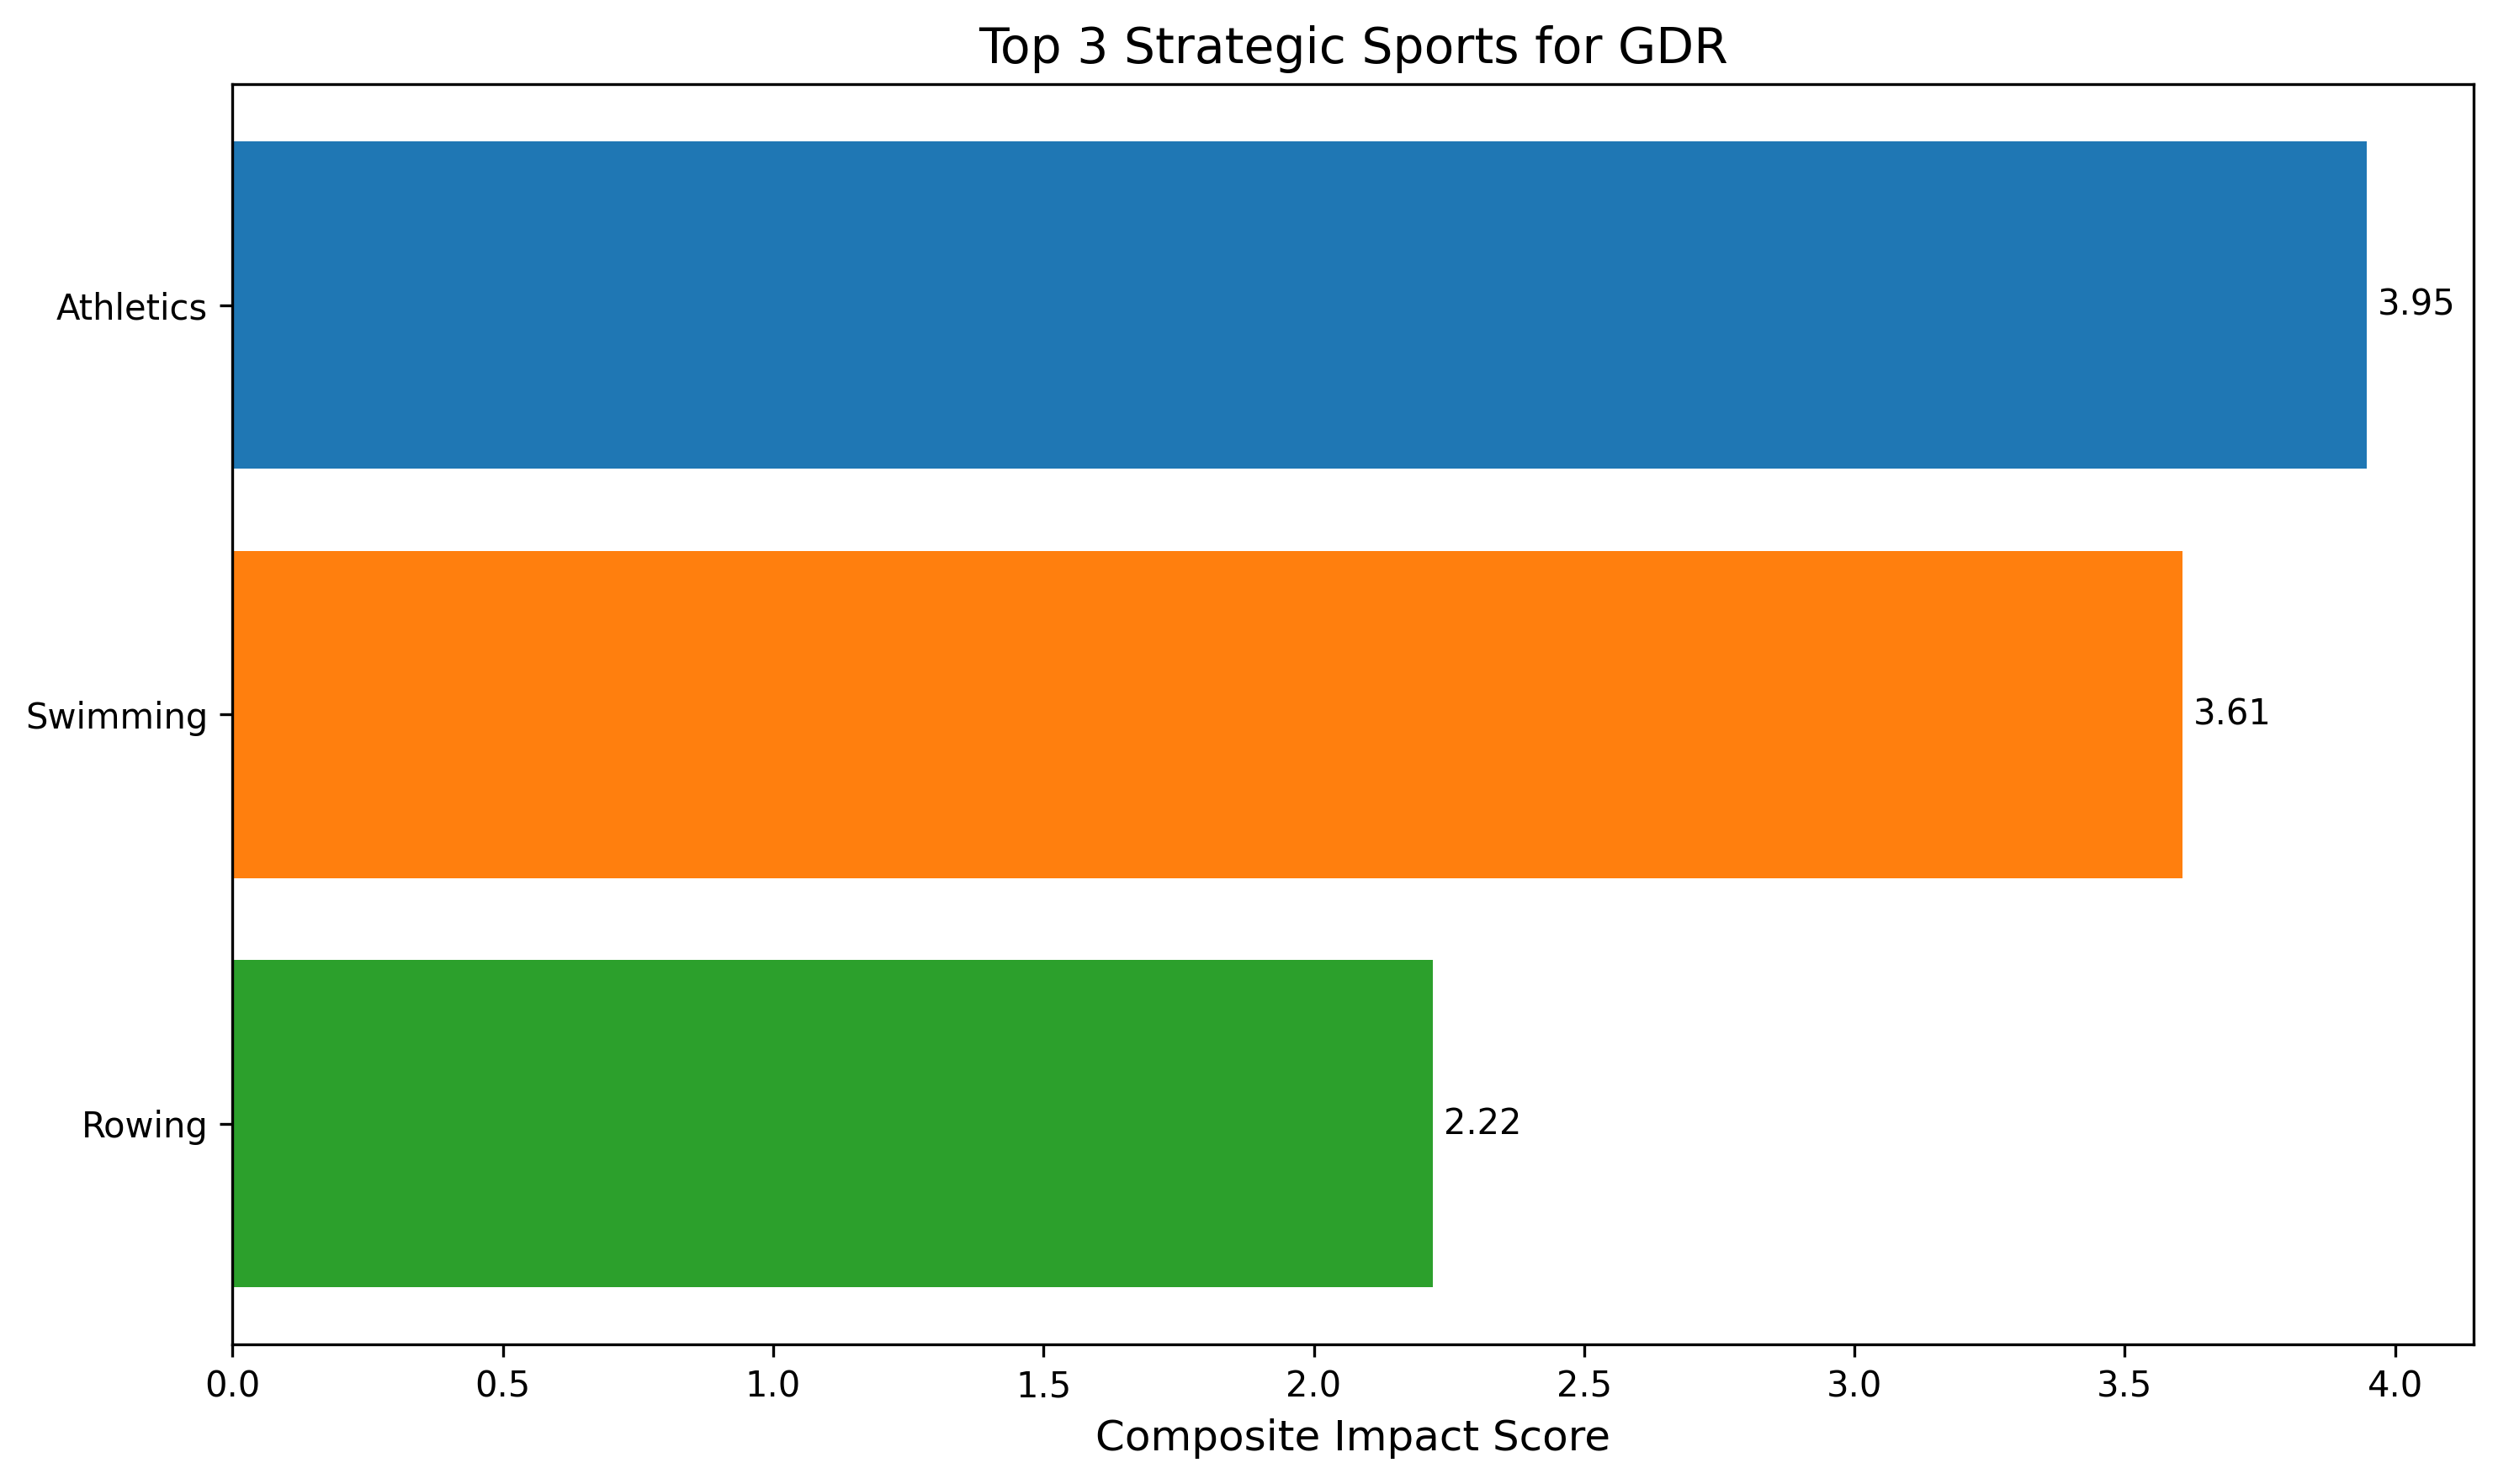 Top 3 Strategic Sports for GDR
Athletics
3.95
Swimming
3.61
Rowing
2.22
0.0 0.5 1.0 1.5 2.0 2.5 3.0 3.5 4.0
Composite Impact Score